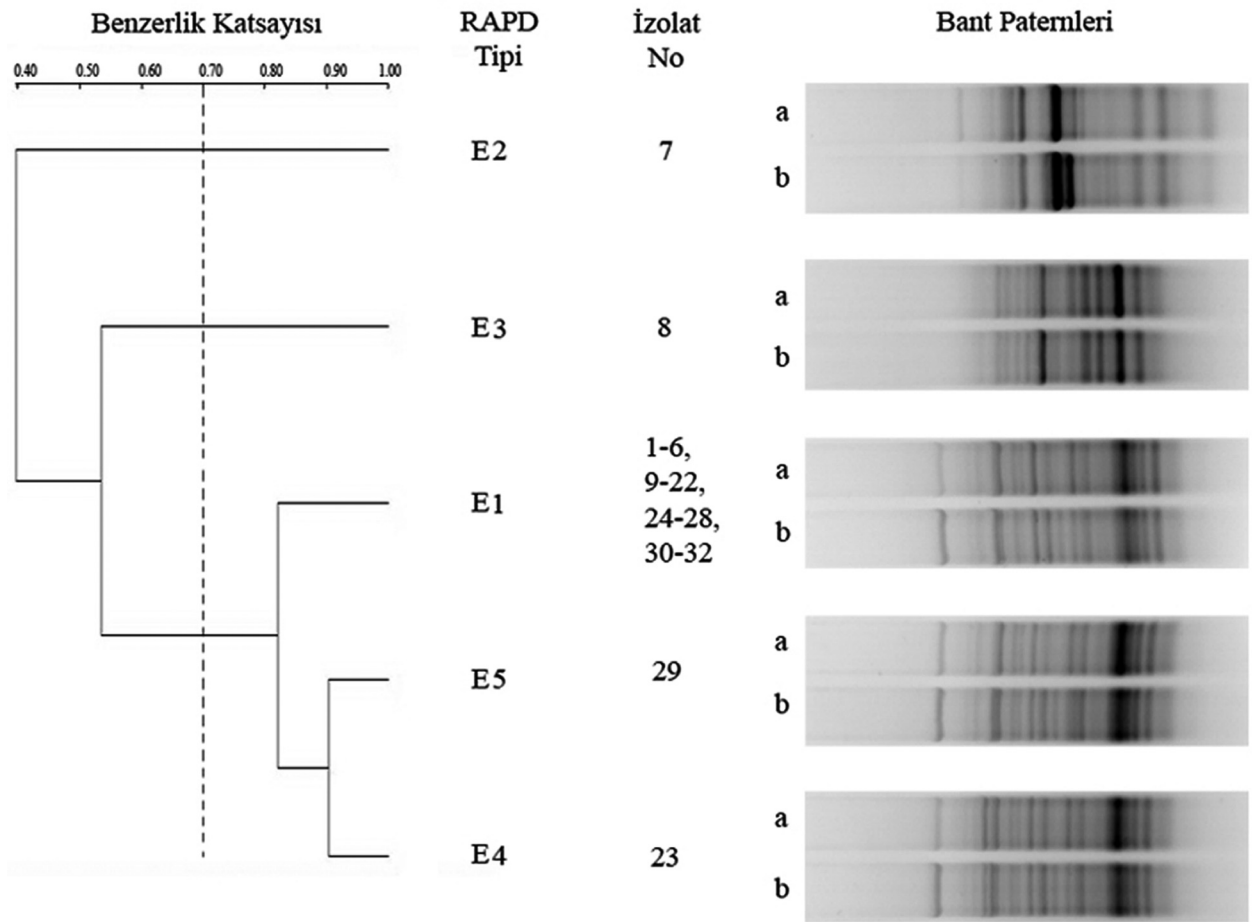 Benzerlik Katsayısı
RAPD Tipi
İzolat No
Bant Paternleri
0.40 0.50 0.60 0.70 0.80 0.90 1.00
E2 7 a b
E3 8 a b
E1
1-6,
9-22,
24-28,
30-32
a b
E5 29 a b
E4 23 a b